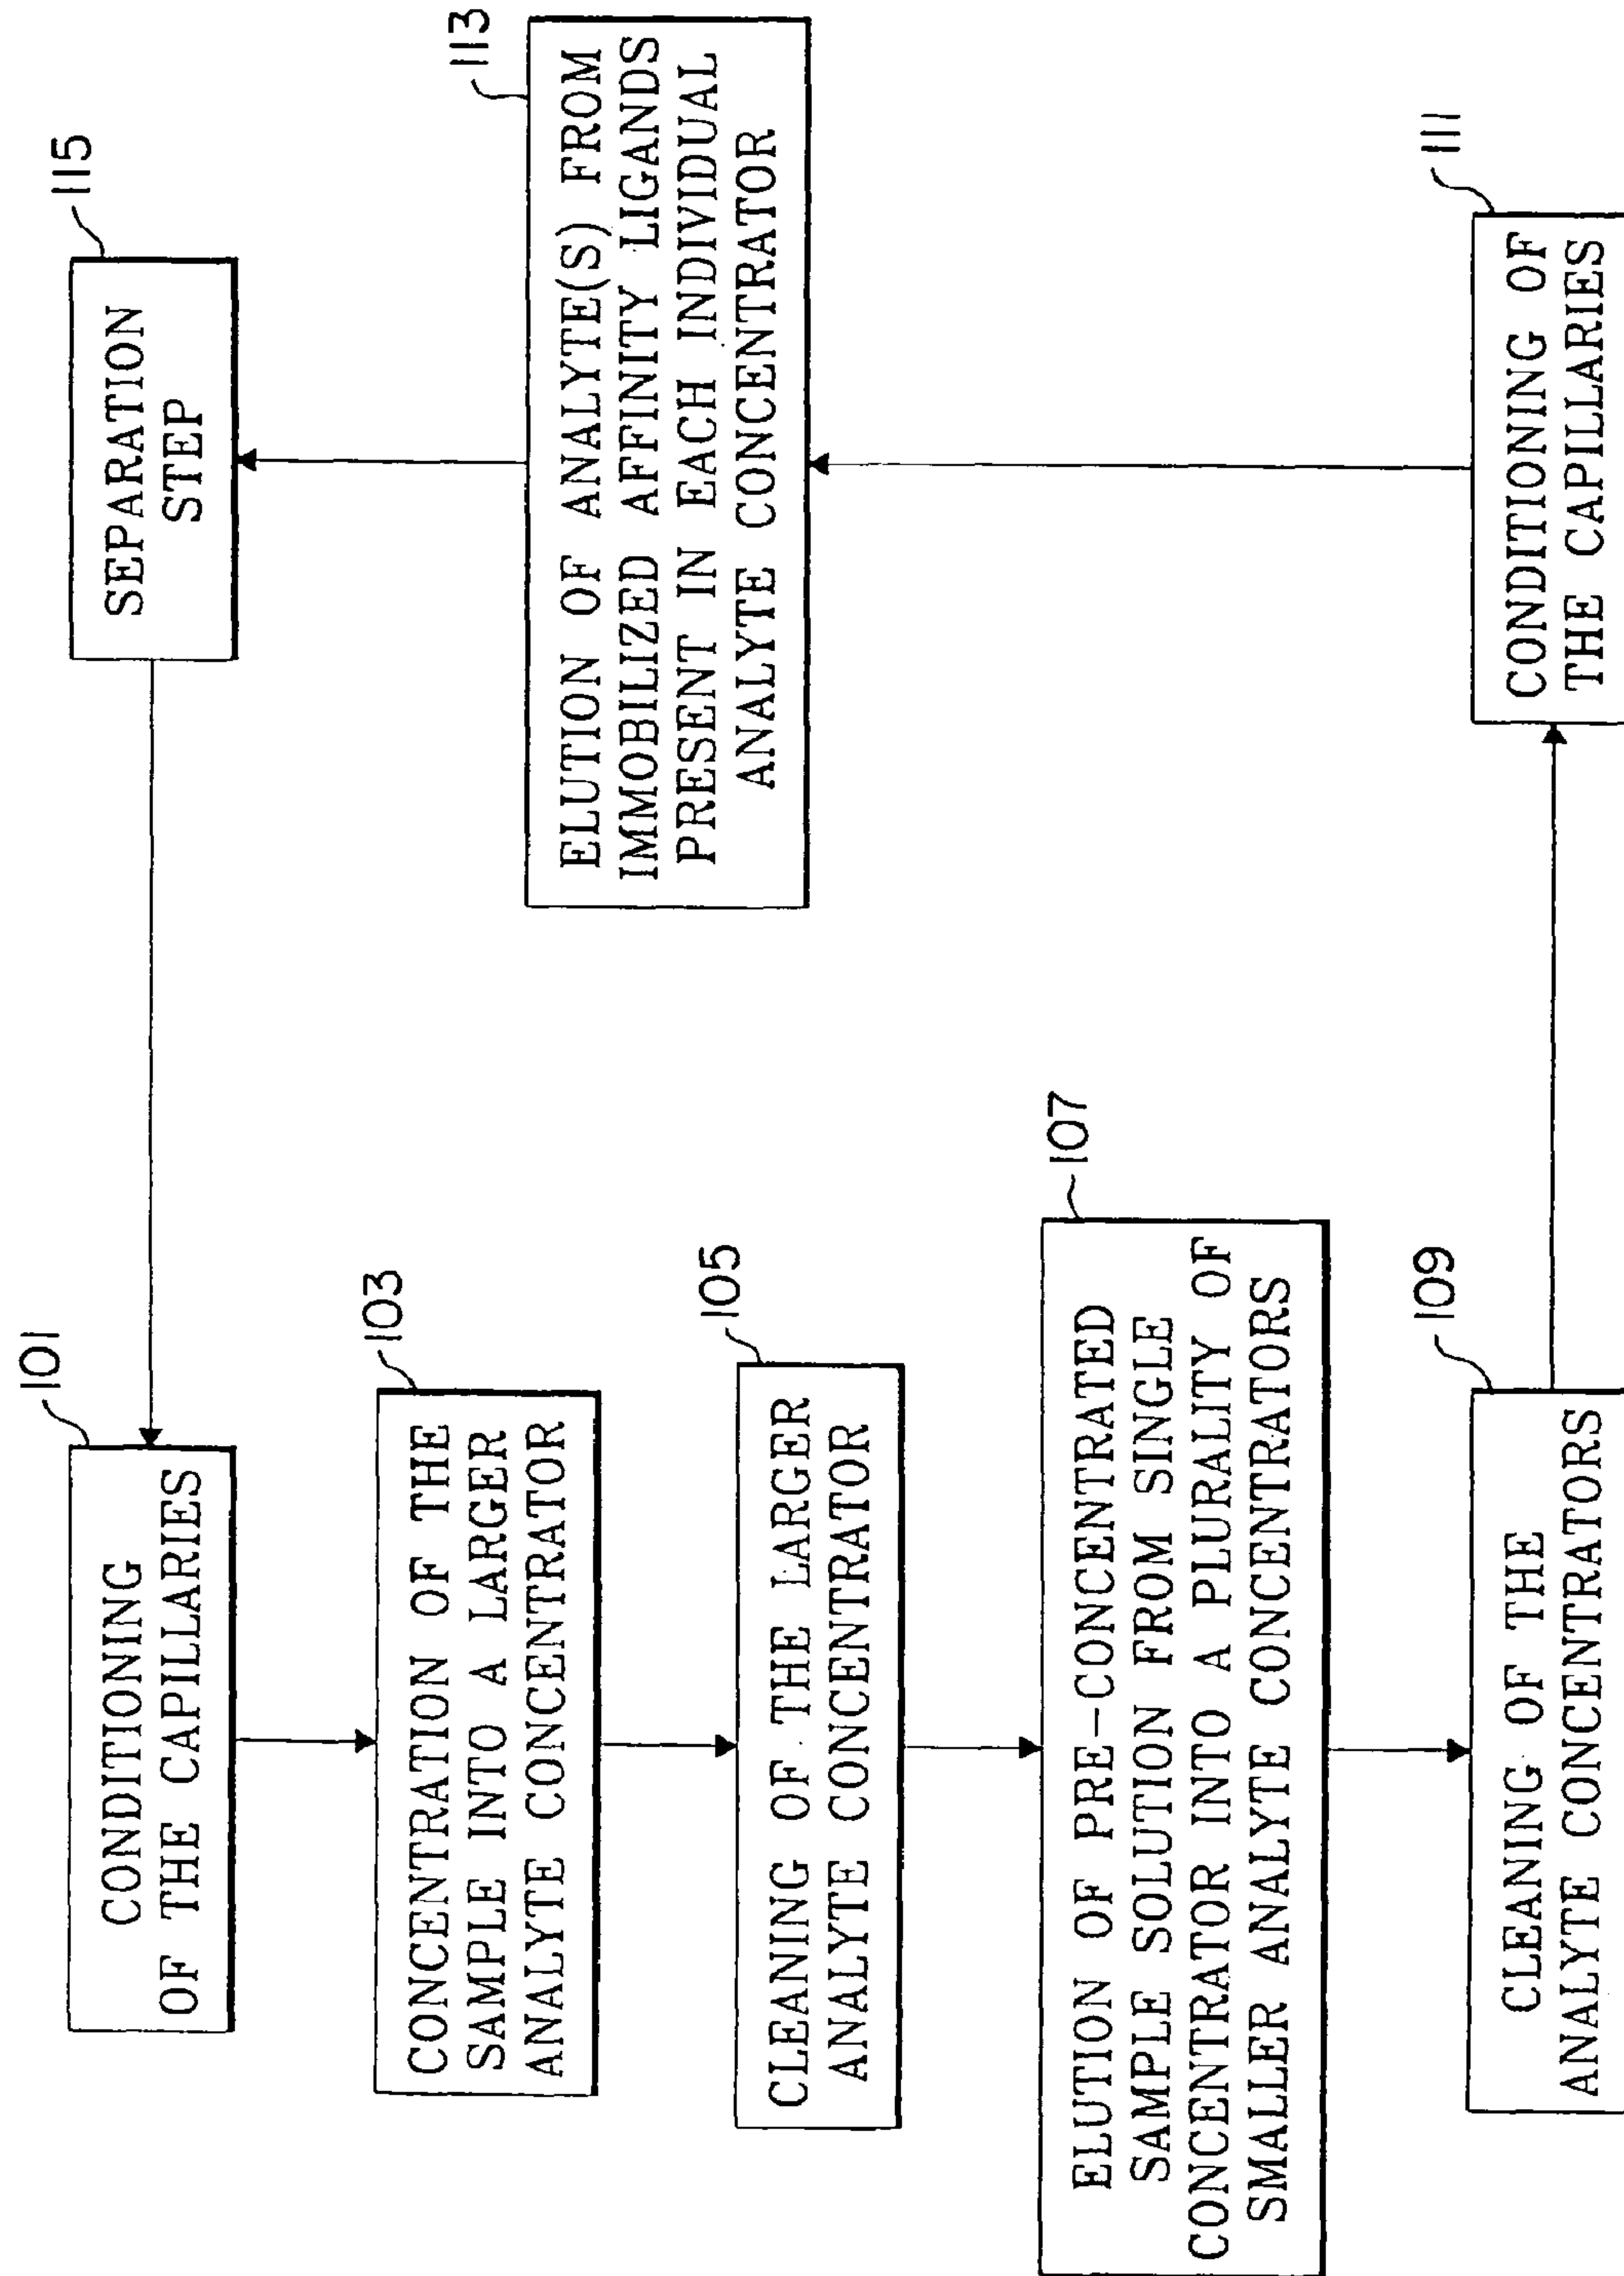 101
CONDITIONING
OF THE CAPILLARIES
103
CONCENTRATION OF THE
SAMPLE INTO A LARGER
ANALYTE CONCENTRATOR
105
CLEANING OF THE LARGER
ANALYTE CONCENTRATOR
107
ELUTION OF PRE-CONCENTRATED
SAMPLE SOLUTION FROM SINGLE
CONCENTRATOR INTO A PLURALITY OF
SMALLER ANALYTE CONCENTRATORS
109
CLEANING OF THE
ANALYTE CONCENTRATORS
111
CONDITIONING OF
THE CAPILLARIES
113
ELUTION OF ANALYTE(S) FROM
IMMOBILIZED AFFINITY LIGANDS
PRESENT IN EACH INDIVIDUAL
ANALYTE CONCENTRATOR
115
SEPARATION
STEP